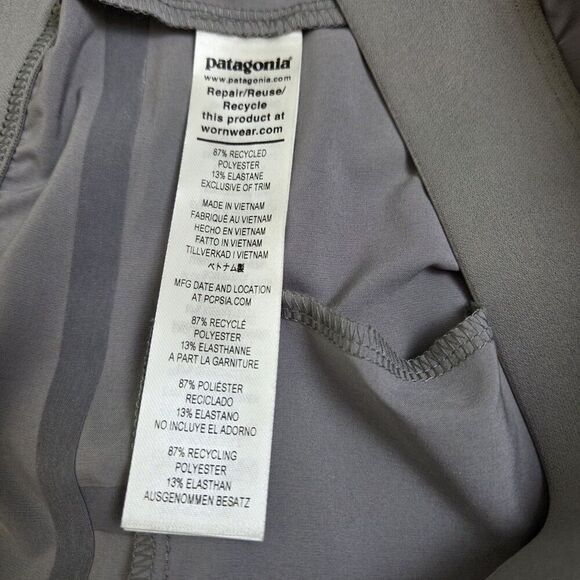 patagonia®
www.patagonia.com
Repair/Reuse/
Recycle
this product at
wornwear.com
87% RECYCLED
POLYESTER
13% ELASTANE
EXCLUSIVE OF TRIM
MADE IN VIETNAM
FABRIQUÉ AU VIETNAM
HECHO EN VIETNAM
FATTO IN VIETNAM
TILLVERKAD I VIETNAM
ベトナム製
MFG DATE AND LOCATION
AT PCPSIA.COM
87% RECYCLÉ
POLYESTER
13% ELASTHANNE
A PART LA GARNITURE
87% POLIÉSTER
RECICLADO
13% ELASTANO
NO INCLUYE EL ADORNO
87% RECYCLING
POLYESTER
13% ELASTHAN
AUSGENOMMEN BESATZ